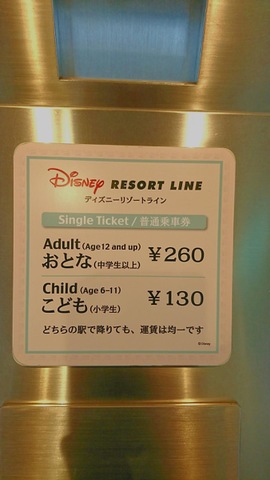 Disney RESORT LINE
ディズニーリゾートライン
Single Ticket / 普通乗車券
Adult (Age12 and up) ¥260
おとな(中学生以上)
Child (Age 6-11) ¥130
こども(小学生)
どちらの駅で降りても、運賃は均一です
©Disney